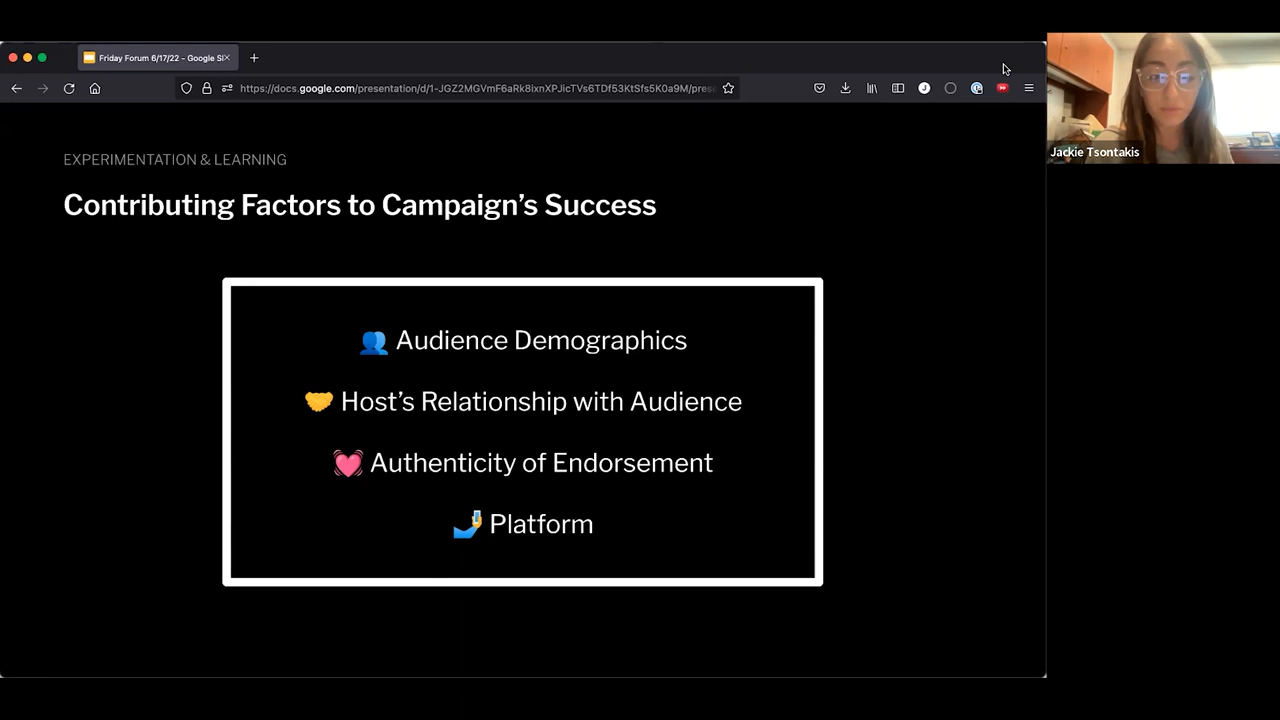 Friday Forum 6/17/22 - Google Sl
https://docs.google.com/presentation/d/1-JGZ2MGVmF6aRk8ixnXPJicTVs6TDf53KtSfs5K0a9M/pres
J
Jackie Tsontakis
EXPERIMENTATION & LEARNING
Contributing Factors to Campaign’s Success
Audience Demographics
Host’s Relationship with Audience
Authenticity of Endorsement
Platform